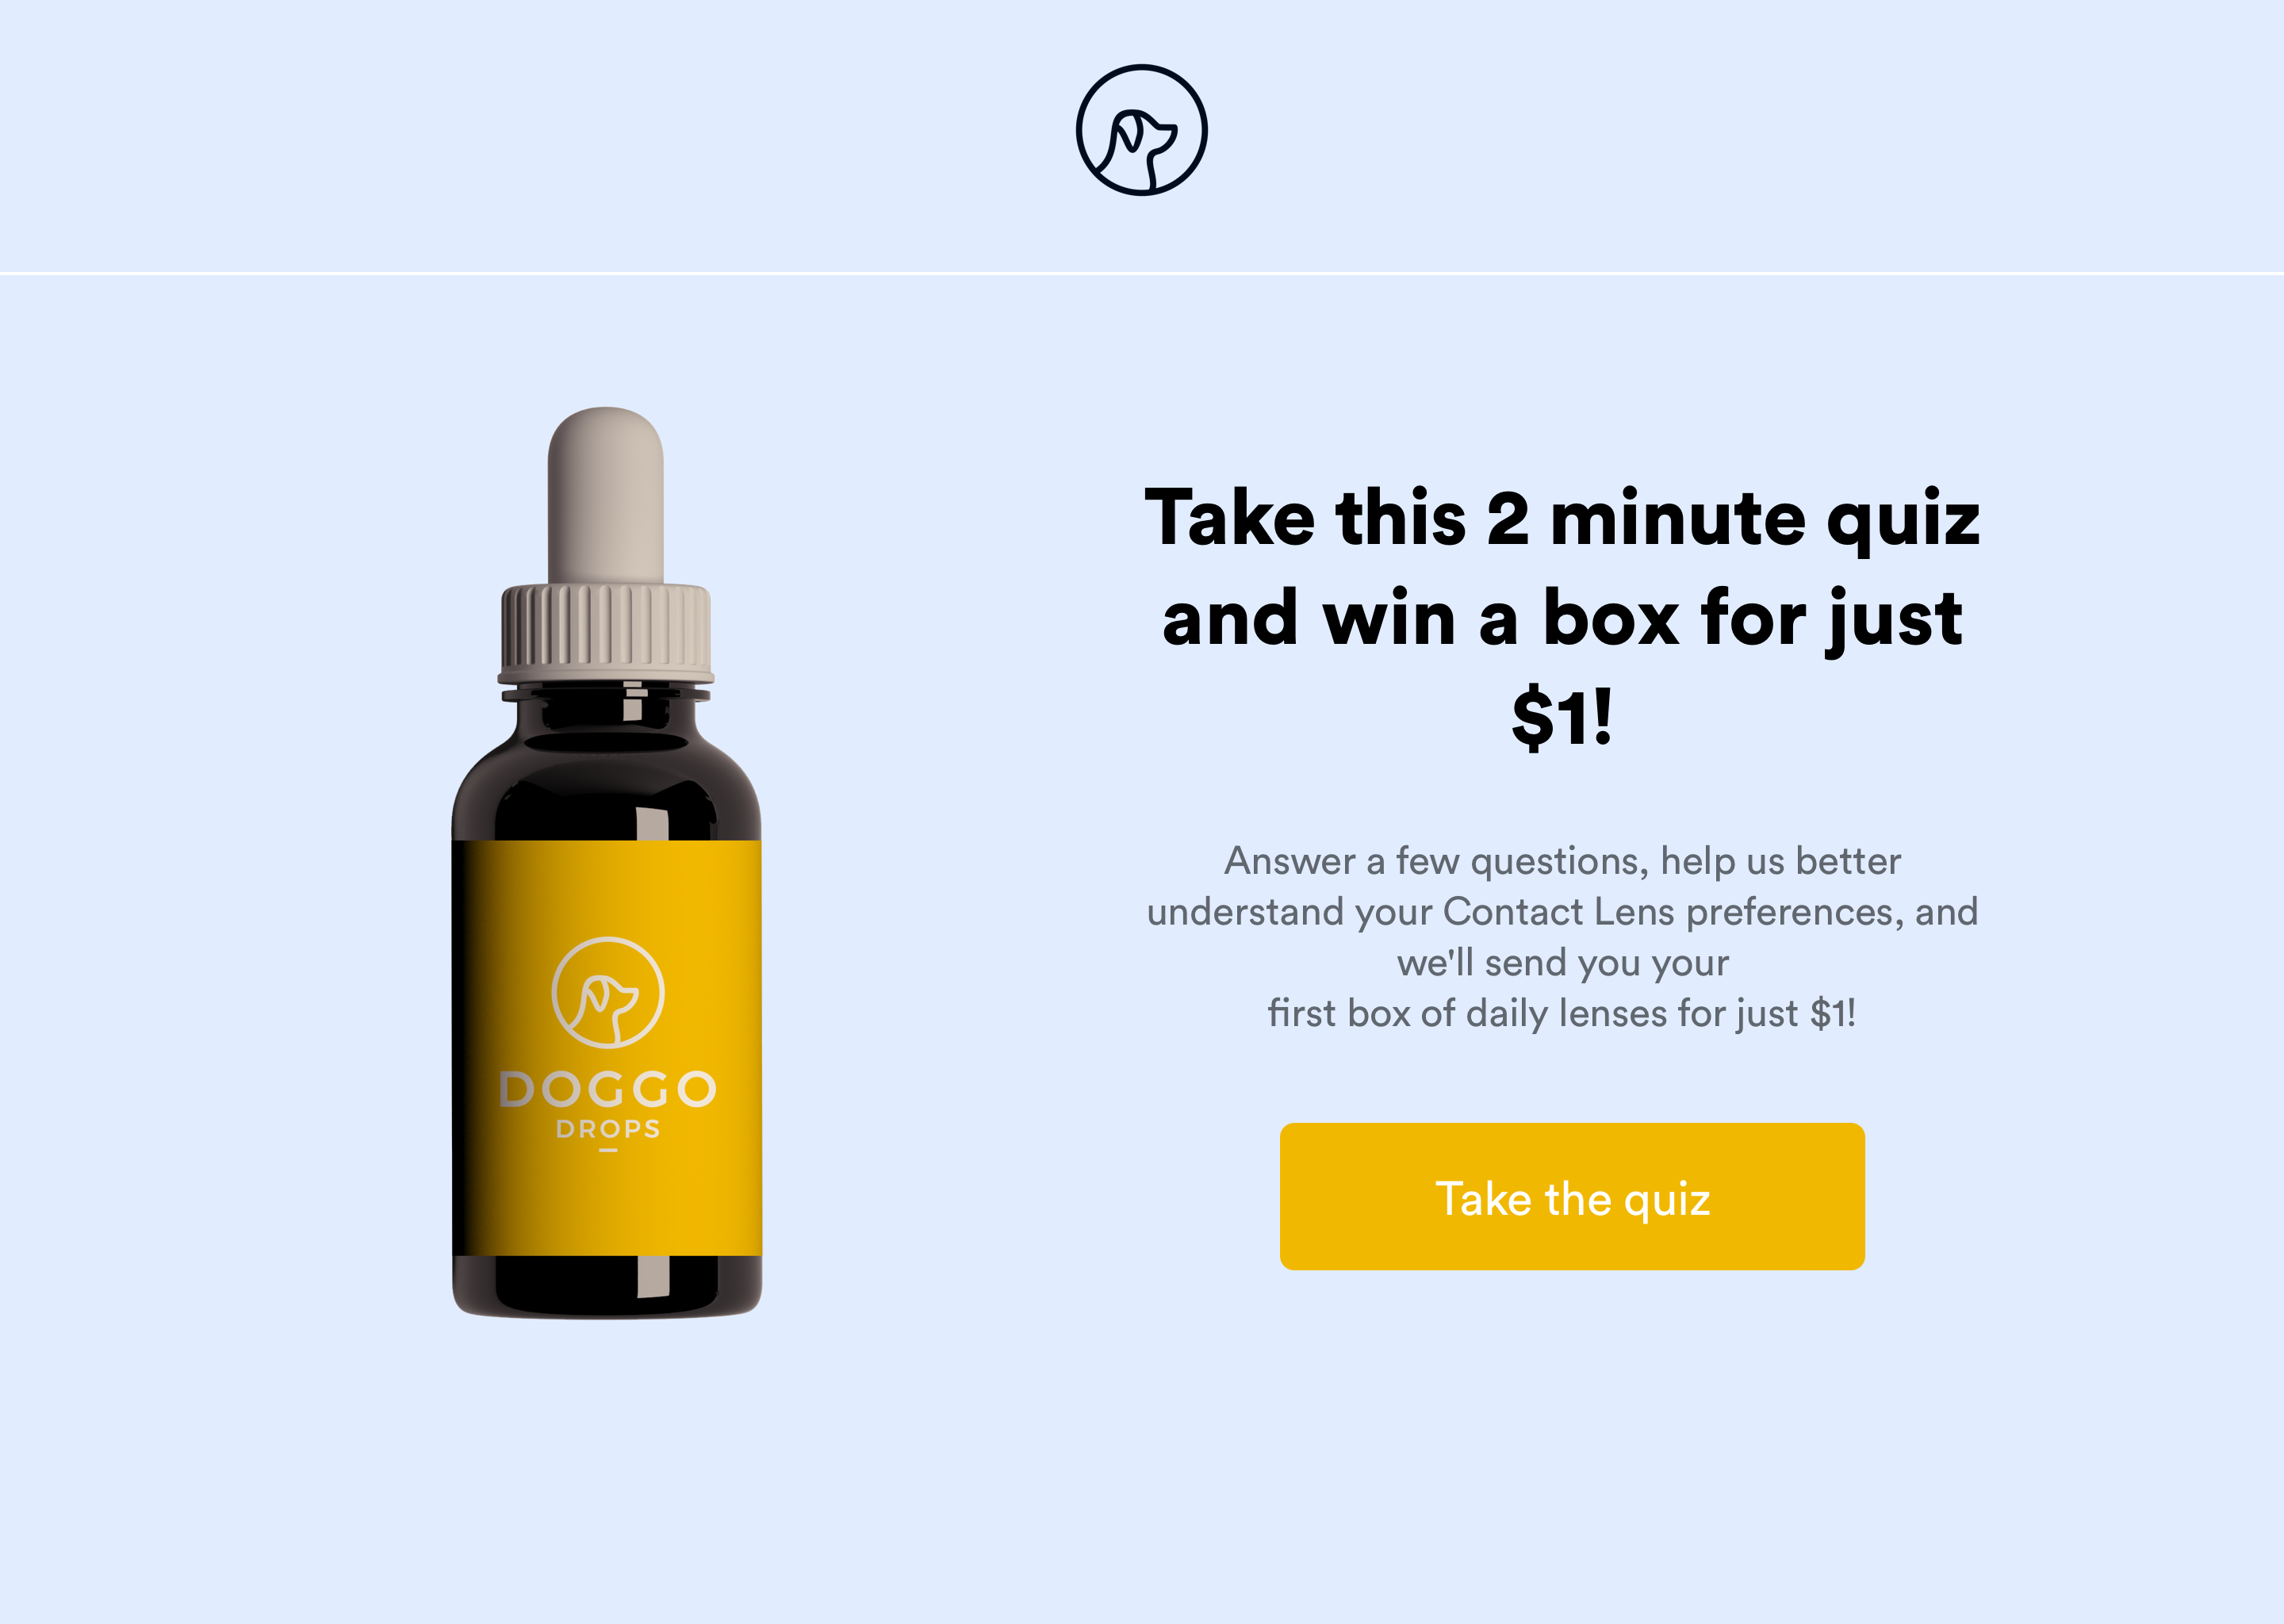 DOGGO
DROPS
Take this 2 minute quiz
and win a box for just
$1!
Answer a few questions, help us better
understand your Contact Lens preferences, and
we'll send you your
first box of daily lenses for just $1!
Take the quiz